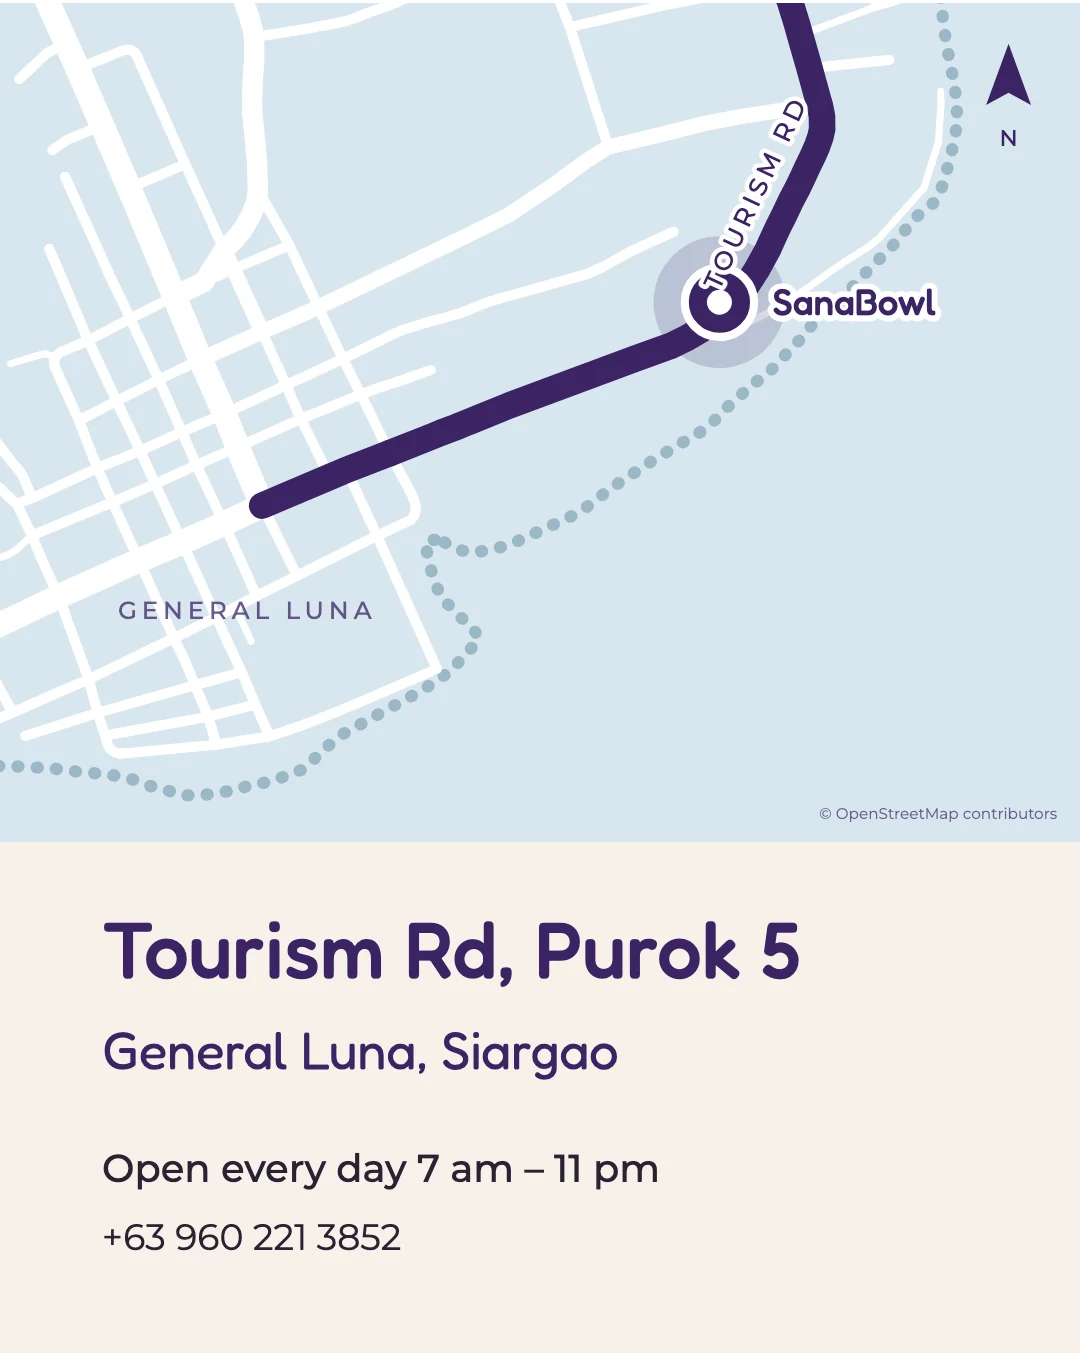 N
TOURISM RD
SanaBowl
GENERAL LUNA
© OpenStreetMap contributors
Tourism Rd, Purok 5
General Luna, Siargao
Open every day 7 am – 11 pm
+63 960 221 3852